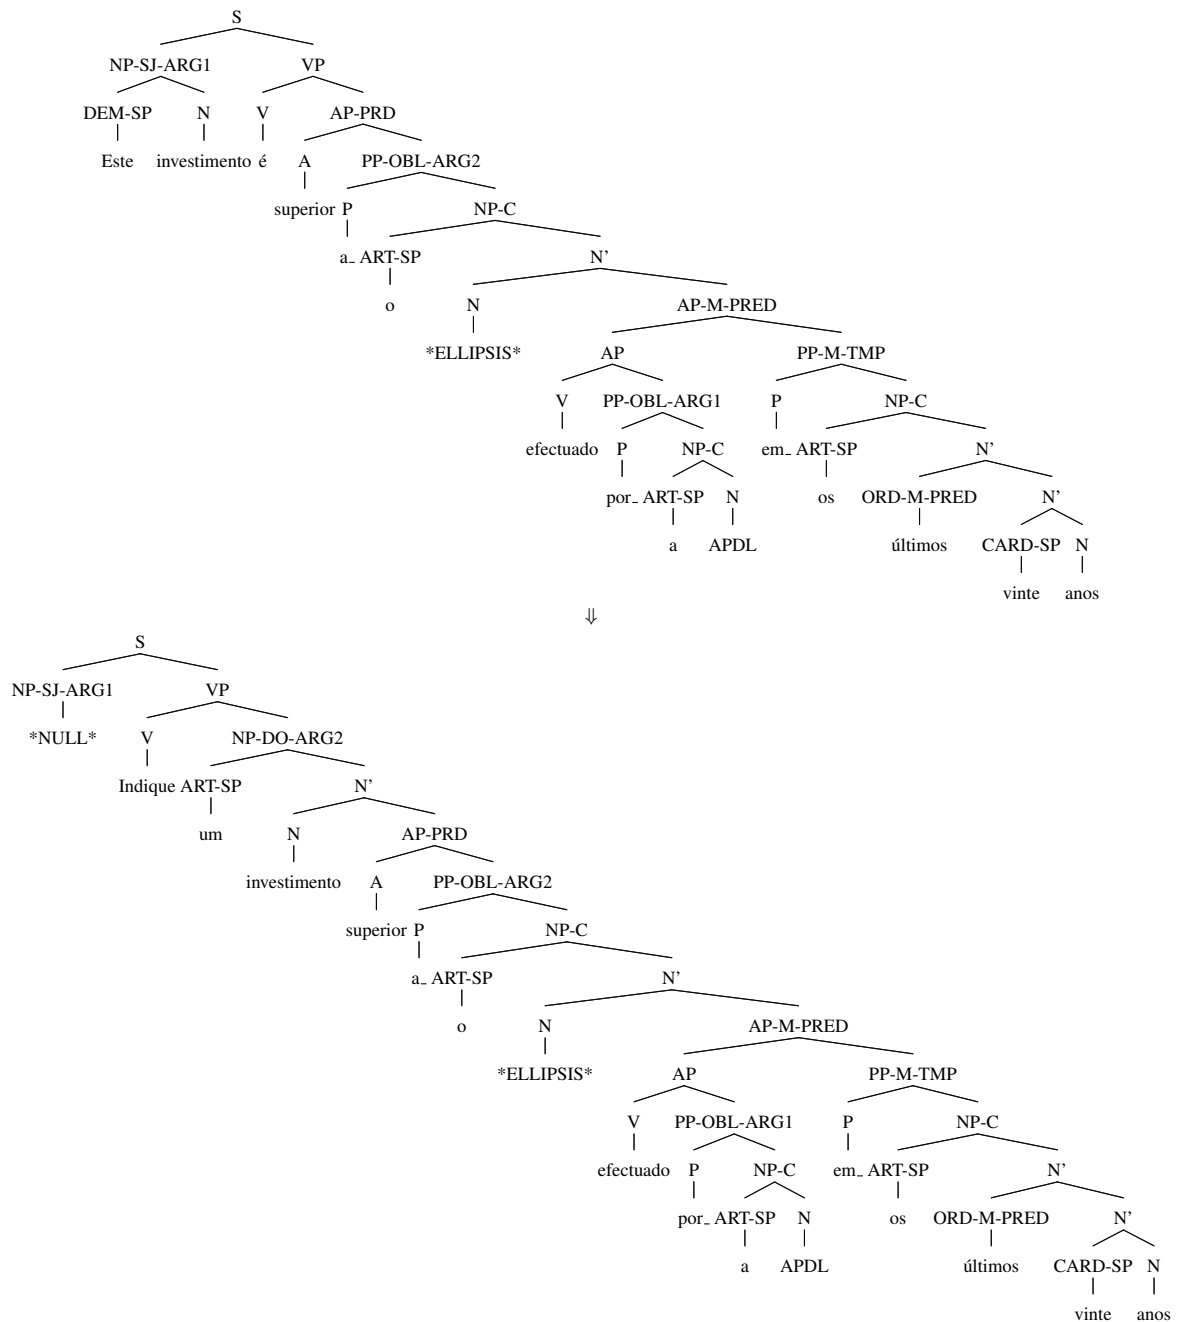 S
NP-SJ-ARG1 VP
DEM-SP N V AP-PRD
Este investimento é A PP-OBL-ARG2
superior P NP-C
a_ ART-SP N’
o N AP-M-PRED
*ELLIPSIS* AP PP-M-TMP
V PP-OBL-ARG1 P NP-C
efectuado P NP-C em_ ART-SP N’
por_ ART-SP N os ORD-M-PRED N’
a APDL últimos CARD-SP N
vinte anos
⇓
S
NP-SJ-ARG1 VP
*NULL* V NP-DO-ARG2
Indique ART-SP N’
um N AP-PRD
investimento A PP-OBL-ARG2
superior P NP-C
a_ ART-SP N’
o N AP-M-PRED
*ELLIPSIS* AP PP-M-TMP
V PP-OBL-ARG1 P NP-C
efectuado P NP-C em_ ART-SP N’
por_ ART-SP N os ORD-M-PRED N’
a APDL últimos CARD-SP N
vinte anos